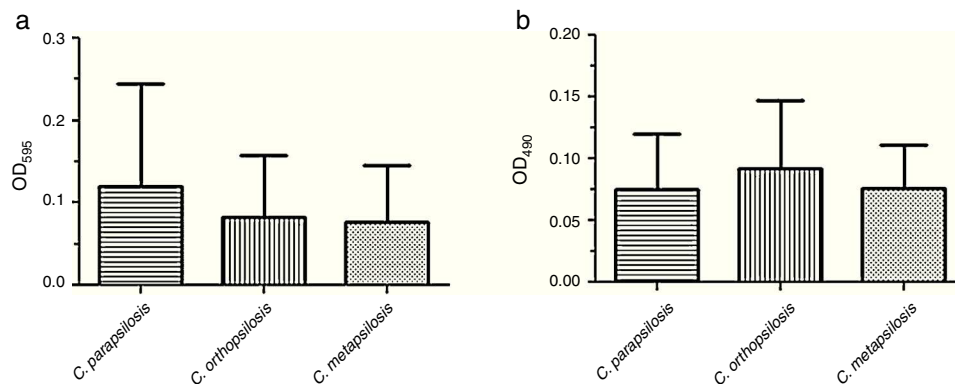 a
0.3
0.2
0.1
0.0
OD595
C. parapsilosis
C. orthopsilosis
C. metapsilosis
b
0.20
0.15
0.10
0.05
0.00
OD490
C. parapsilosis
C. orthopsilosis
C. metapsilosis